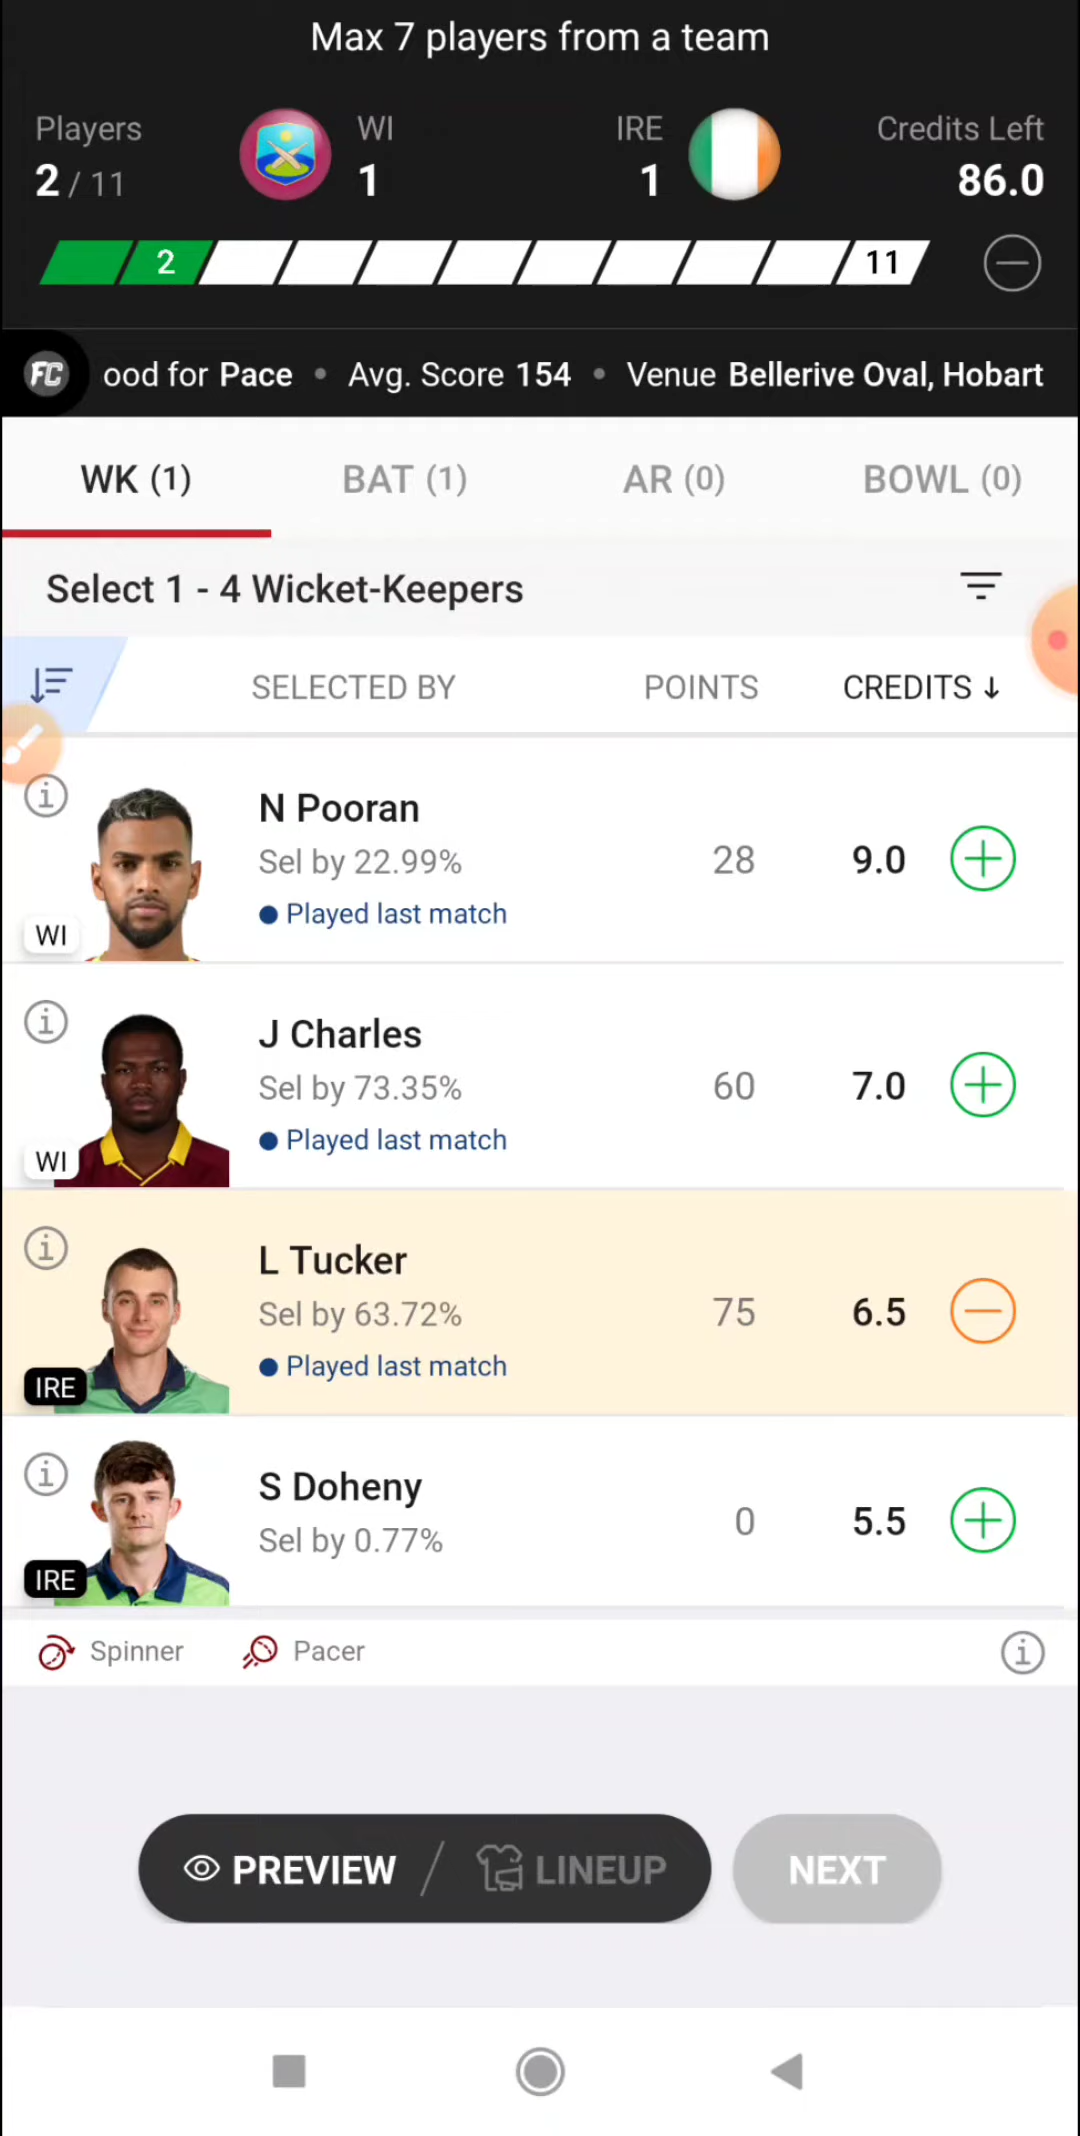 Max 7 players from a team
Players WI IRE Credits Left
2 / 11 1 1 86.0
2 11
FC ood for Pace • Avg. Score 154 • Venue Bellerive Oval, Hobart
WK (1) BAT (1) AR (0) BOWL (0)
Select 1 - 4 Wicket-Keepers
SELECTED BY POINTS CREDITS ↓
N Pooran
Sel by 22.99% 28 9.0
Played last match
WI
J Charles
Sel by 73.35% 60 7.0
Played last match
WI
L Tucker
Sel by 63.72% 75 6.5
Played last match
IRE
S Doheny
Sel by 0.77% 0 5.5
IRE
Spinner Pacer
PREVIEW / LINEUP NEXT